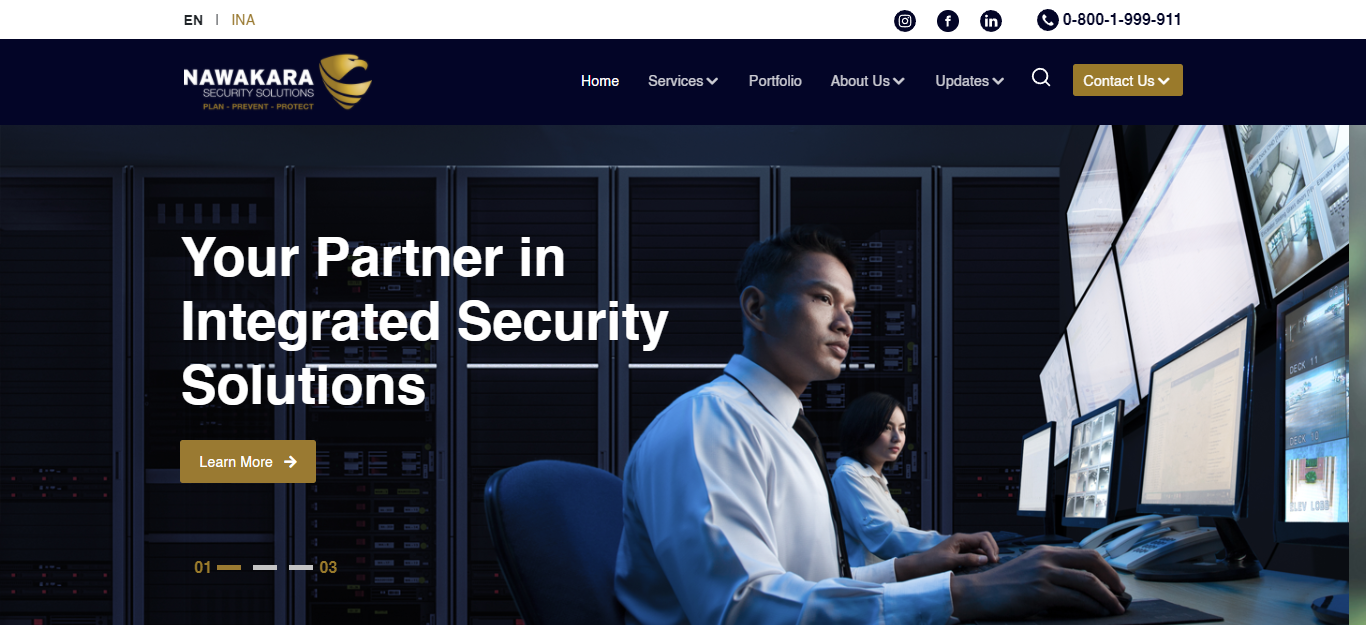 EN | INA
0-800-1-999-911
NAWAKARA
SECURITY SOLUTIONS
PLAN - PREVENT - PROTECT
Home Services Portfolio About Us Updates Contact Us
Your Partner in
Integrated Security
Solutions
Learn More
01 03
DECK 11
DECK 10
ELEV LOBB